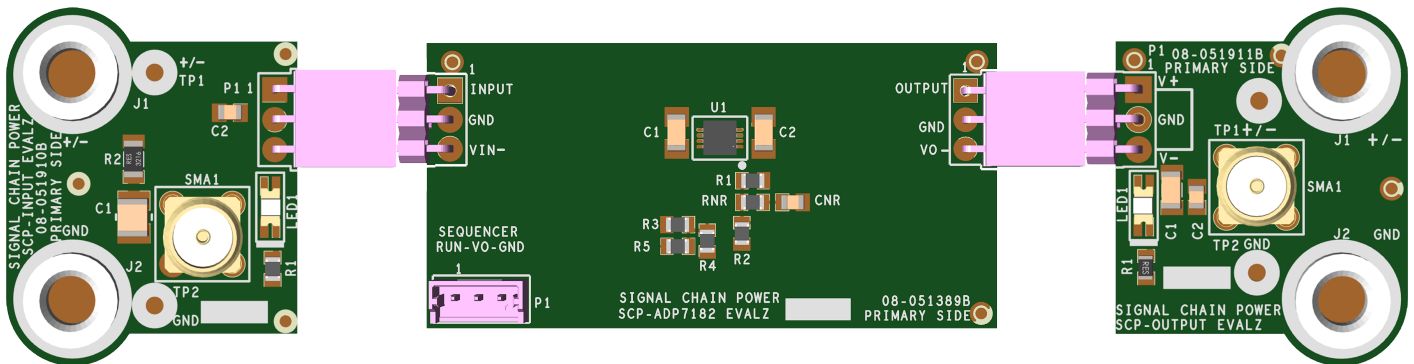 +/-
TP1
J1
P1 1
C2
SIGNAL CHAIN POWER
SCP-INPUT EVALZ
08-051910B
PRIMARY SIDE
+/-
R2
C1
SMA1
LED1
GND
J2
R1
TP2
GND
1
INPUT
GND
VIN-
SEQUENCER
RUN-VO-GND
1
P1
U1
C1
C2
R1
RNR
CNR
R3
R5
R4
R2
SIGNAL CHAIN POWER
SCP-ADP7182 EVALZ
08-051389B
PRIMARY SIDE
1
OUTPUT
GND
VO-
P1
08-051911B
PRIMARY SIDE
1
V+
GND
V-
TP1+/-
J1
+/-
SMA1
LED1
C1
C2
TP2
GND
J2
GND
R1
RES
SIGNAL CHAIN POWER
SCP-OUTPUT EVALZ